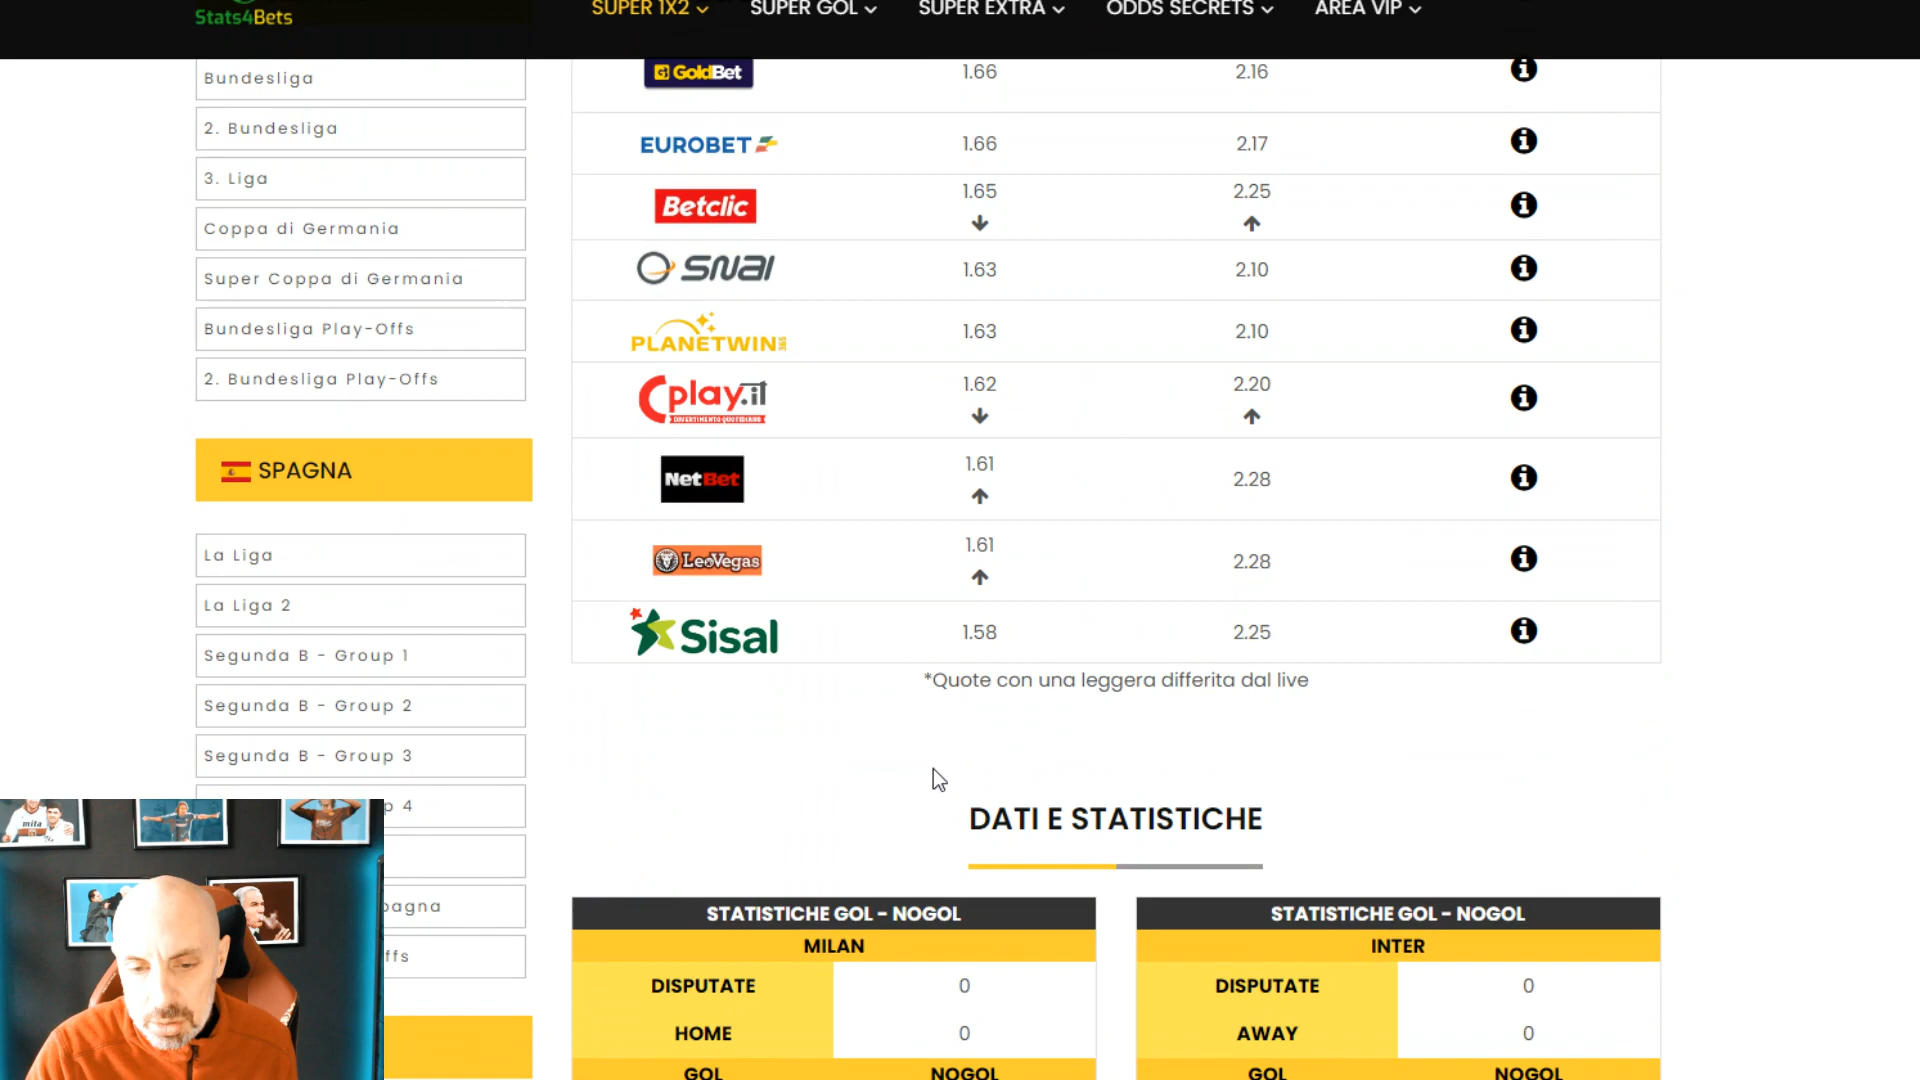 Stats4Bets
SUPER 1X2 SUPER GOL SUPER EXTRA ODDS SECRETS AREA VIP
Bundesliga
2. Bundesliga
3. Liga
Coppa di Germania
Super Coppa di Germania
Bundesliga Play-Offs
2. Bundesliga Play-Offs
SPAGNA
La Liga
La Liga 2
Segunda B - Group 1
Segunda B - Group 2
Segunda B - Group 3
4
GoldBet 1.66 2.16
EUROBET 1.66 2.17
Betclic 1.65 2.25
SNAI 1.63 2.10
PLANETWIN365 1.63 2.10
Cplay.it 1.62 2.20
DIVERTIMENTO QUOTIDIANO
NetBet 1.61 2.28
LeoVegas 1.61 2.28
Sisal 1.58 2.25
*Quote con una leggera differita dal live
DATI E STATISTICHE
STATISTICHE GOL - NOGOL
MILAN
DISPUTATE 0
HOME 0
GOL NOGOL
STATISTICHE GOL - NOGOL
INTER
DISPUTATE 0
AWAY 0
GOL NOGOL
mita